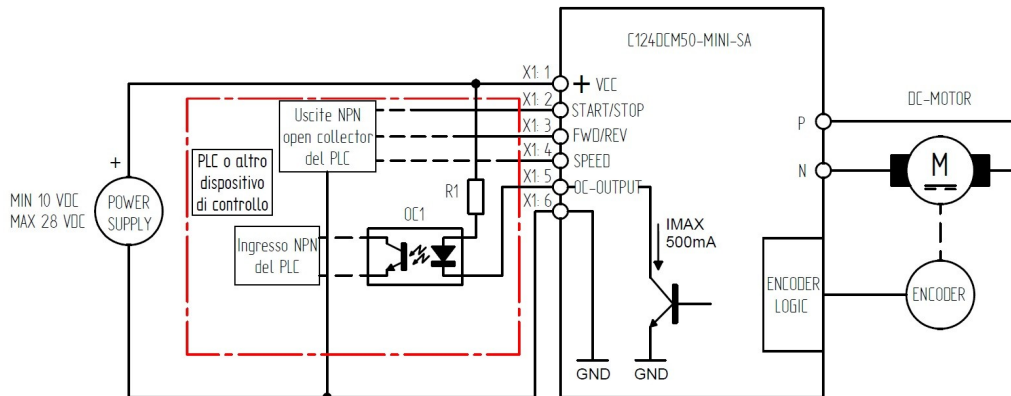 C124DCM50-MINI-SA
X1: 1
+ VCC
X1: 2
START/STOP
X1: 3
FWD/REV
X1: 4
SPEED
X1: 5
OC-OUTPUT
X1: 6
Uscite NPN
open collector
del PLC
PLC o altro
dispositivo
di controllo
R1
OC1
Ingresso NPN
del PLC
+
MIN 10 VDC
MAX 28 VDC
POWER
SUPPLY
IMAX
500mA
GND
GND
ENCODER
LOGIC
P
N
DC-MOTOR
M
ENCODER